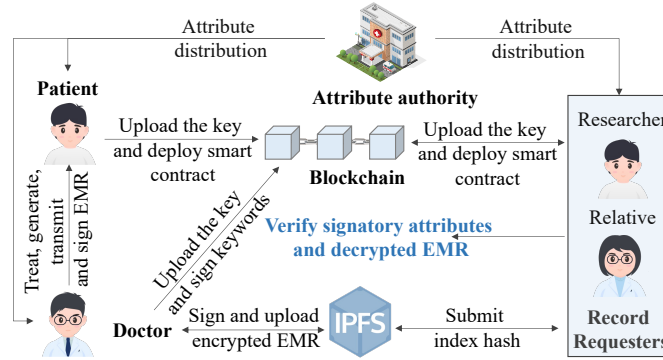 Attribute
distribution
Attribute
distribution
Patient
Attribute authority
Researcher
Upload the key
and deploy smart
contract
Upload the key
and deploy smart
contract
Blockchain
Treat, generate,
transmit
and sign EMR
Upload the key
and sign keywords
Verify signatory attributes
and decrypted EMR
Relative
Doctor
Sign and upload
encrypted EMR
IPFS
Submit
index hash
Record
Requesters